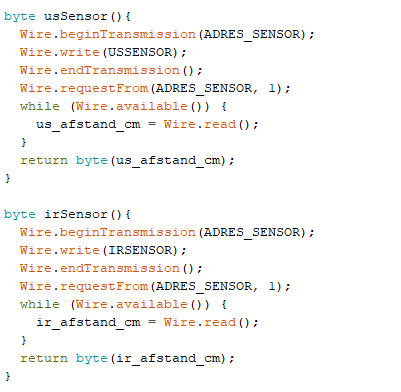 byte usSensor(){
  Wire.beginTransmission(ADRES_SENSOR);
  Wire.write(USSENSOR);
  Wire.endTransmission();
  Wire.requestFrom(ADRES_SENSOR, 1);
  while (Wire.available()) {
    us_afstand_cm = Wire.read();
  }
  return byte(us_afstand_cm);
}

byte irSensor(){
  Wire.beginTransmission(ADRES_SENSOR);
  Wire.write(IRSENSOR);
  Wire.endTransmission();
  Wire.requestFrom(ADRES_SENSOR, 1);
  while (Wire.available()) {
    ir_afstand_cm = Wire.read();
  }
  return byte(ir_afstand_cm);
}